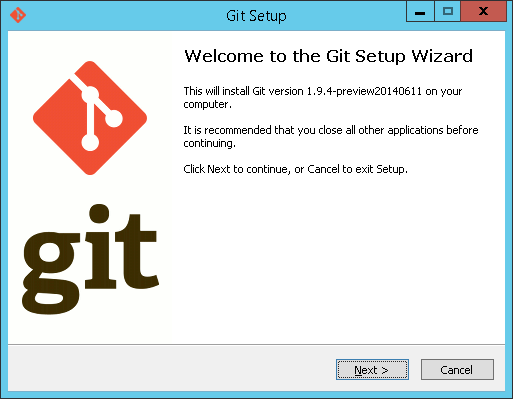 Git Setup
Welcome to the Git Setup Wizard
This will install Git version 1.9.4-preview20140611 on your
computer.
It is recommended that you close all other applications before
continuing.
Click Next to continue, or Cancel to exit Setup.
git
Next >
Cancel